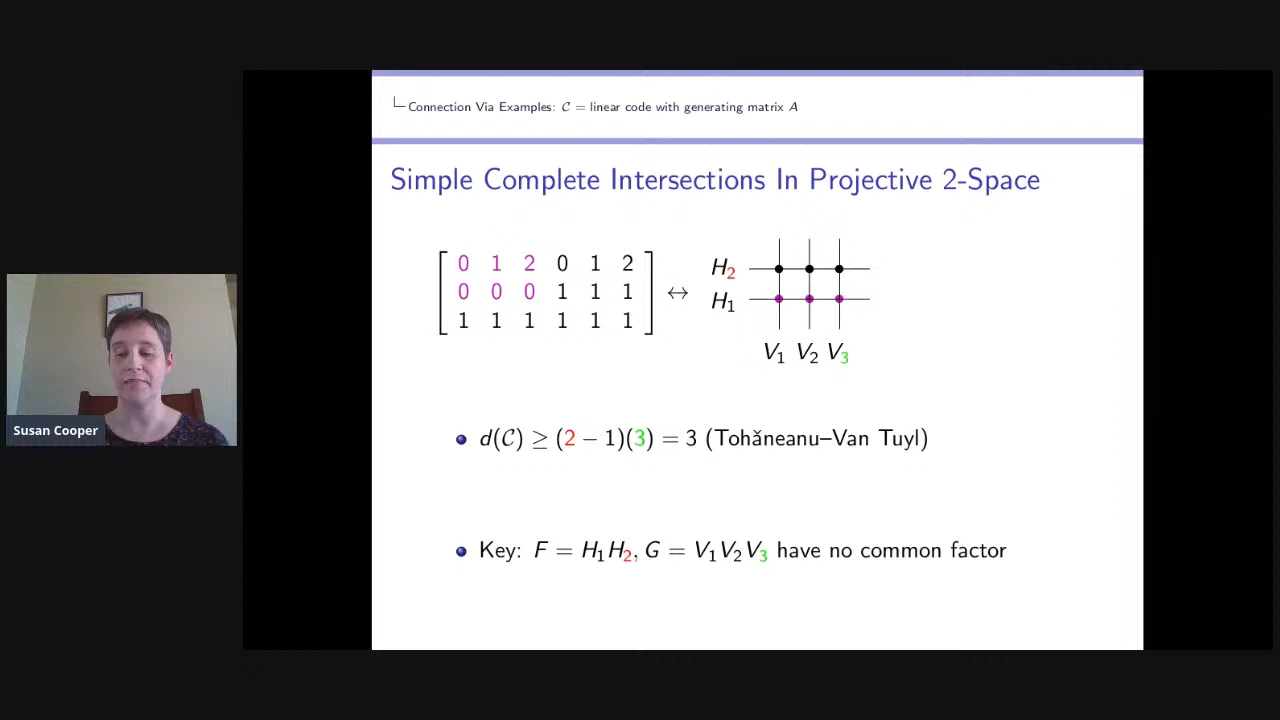 Connection Via Examples: 𝒞 = linear code with generating matrix A
Simple Complete Intersections In Projective 2-Space
0 1 2 0 1 2
0 0 0 1 1 1
1 1 1 1 1 1
↔
H₂
H₁
V₁ V₂ V₃
Susan Cooper
d(𝒞) ≥ (2 − 1)(3) = 3 (Tohǎneanu–Van Tuyl)
Key: F = H₁H₂, G = V₁V₂V₃ have no common factor